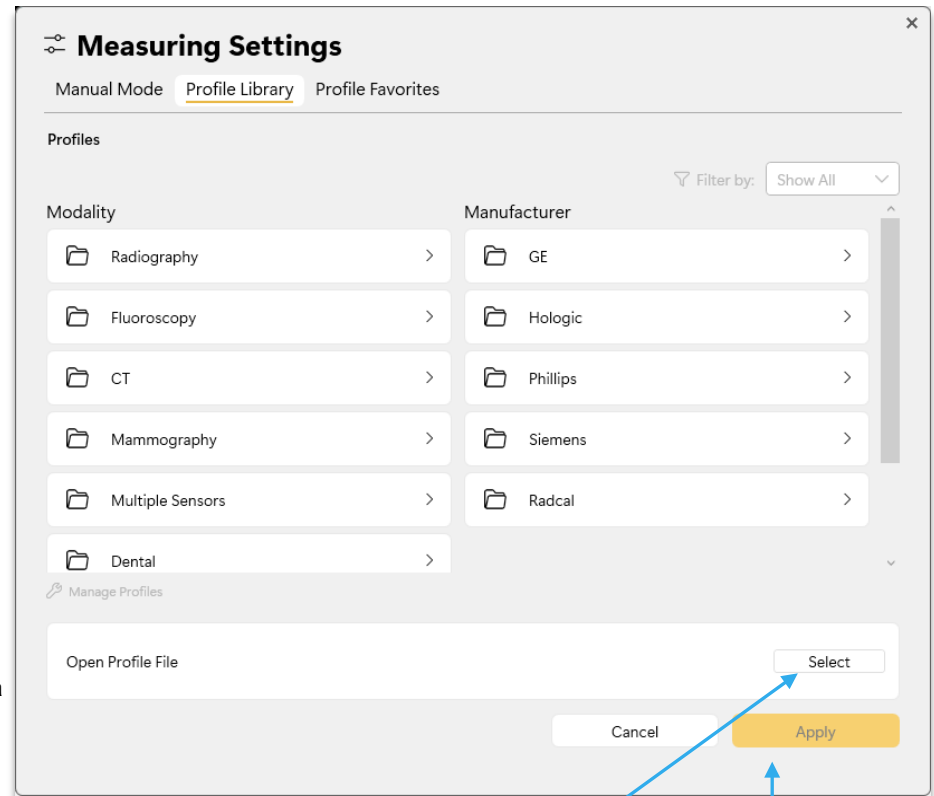 Measuring Settings
Manual Mode Profile Library Profile Favorites
Profiles
Filter by: Show All
Modality Manufacturer
Radiography GE
Fluoroscopy Hologic
CT Phillips
Mammography Siemens
Multiple Sensors Radcal
Dental
Manage Profiles
Open Profile File Select
Cancel Apply